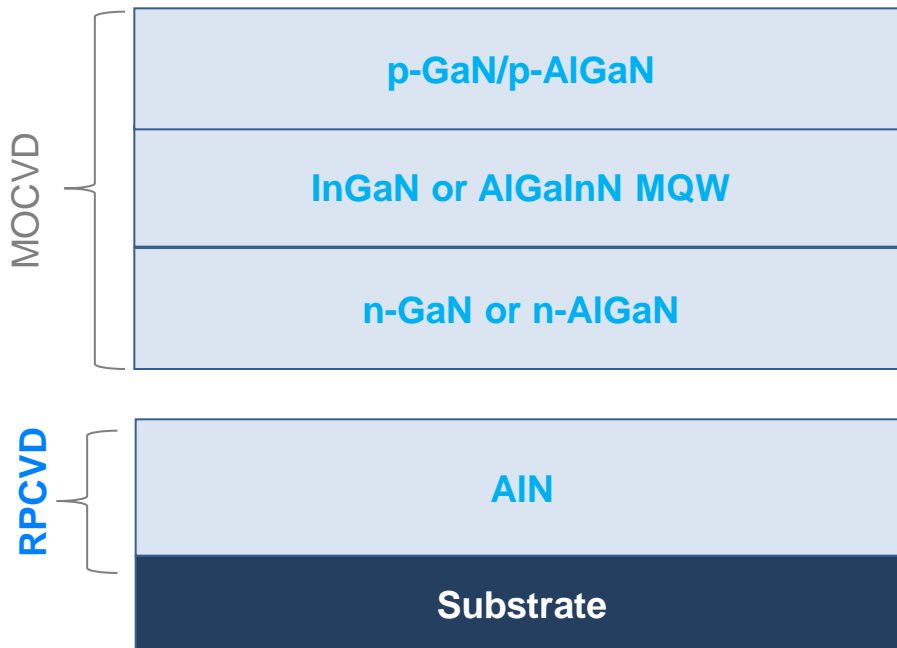 p-GaN/p-AlGaN
MOCVD
InGaN or AlGaInN MQW
n-GaN or n-AlGaN
RPCVD
AlN
Substrate